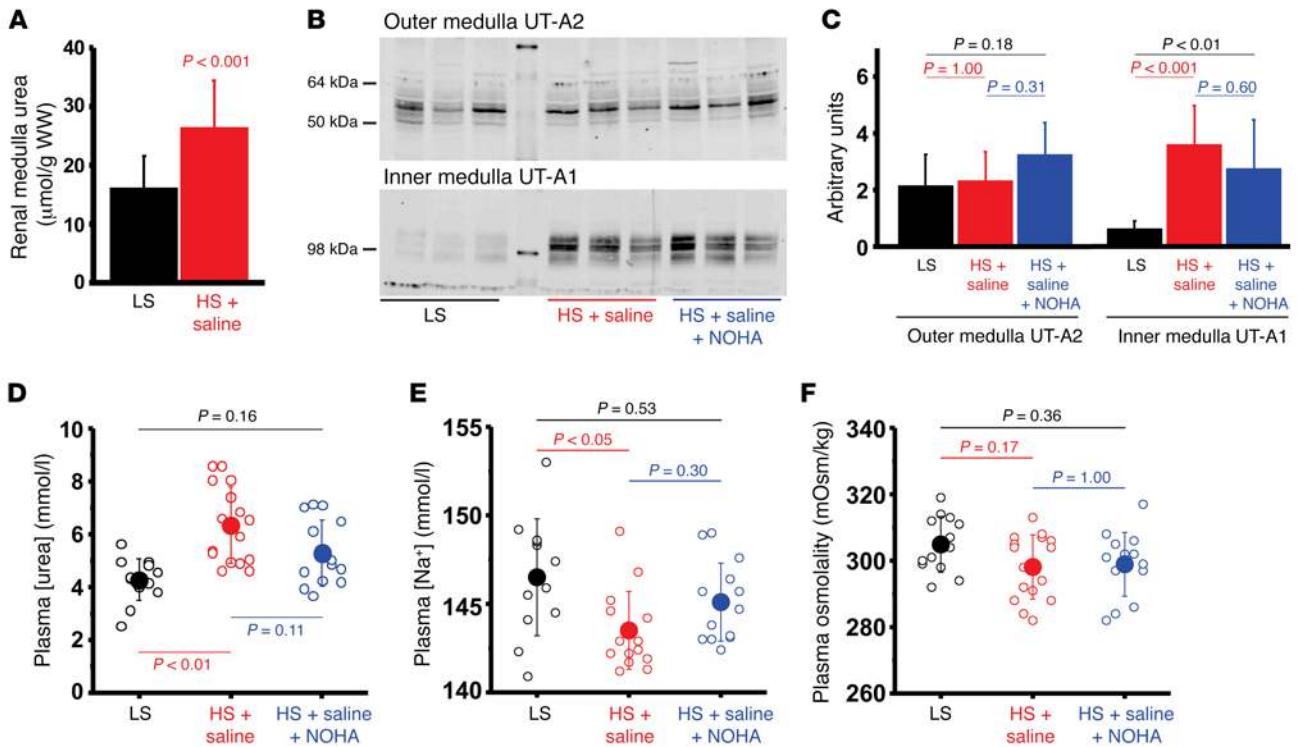 A
Renal medulla urea
(μmol/g WW)
40
30
20
10
0
P < 0.001
LS
HS +
saline
B
Outer medulla UT-A2
64 kDa
50 kDa
Inner medulla UT-A1
98 kDa
LS
HS + saline
HS + saline
+ NOHA
C
Arbitrary units
6
4
2
0
P = 0.18
P = 1.00
P = 0.31
P < 0.01
P < 0.001
P = 0.60
LS
HS +
saline
HS +
saline
+ NOHA
LS
HS +
saline
HS +
saline
+ NOHA
Outer medulla UT-A2
Inner medulla UT-A1
D
Plasma [urea] (mmol/l)
10
8
6
4
2
0
P = 0.16
P = 0.11
P < 0.01
LS
HS +
saline
HS + saline
+ NOHA
E
Plasma [Na⁺] (mmol/l)
155
150
145
140
P = 0.53
P < 0.05
P = 0.30
LS
HS +
saline
HS + saline
+ NOHA
F
Plasma osmolality (mOsm/kg)
340
320
300
280
260
P = 0.36
P = 0.17
P = 1.00
LS
HS +
saline
HS + saline
+ NOHA